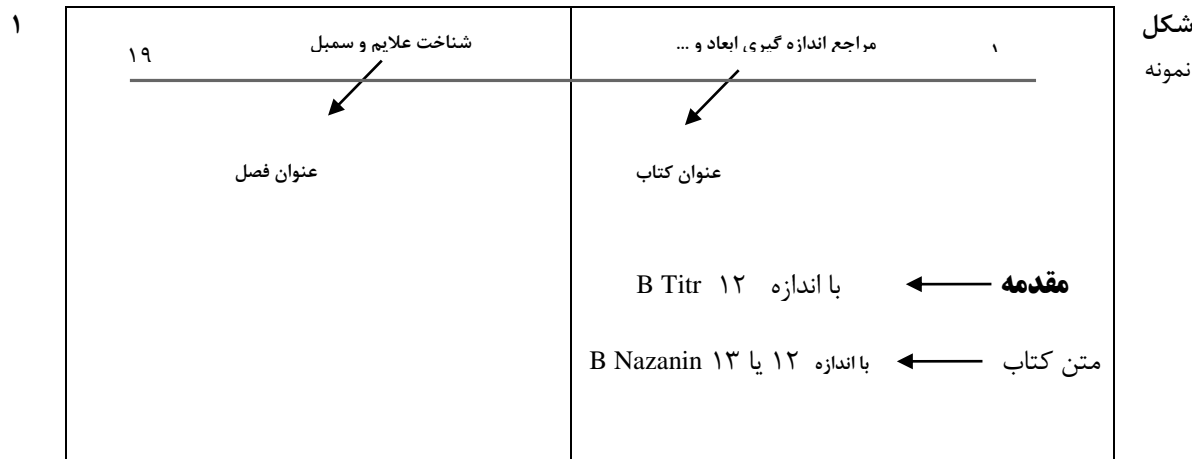 شکل ۱
نمونه
مراجع اندازه گیری ابعاد و ...
شناخت علایم و سمبل ۱۹
عنوان کتاب
عنوان فصل
مقدمه با اندازه ۱۲ B Titr
متن کتاب با اندازه ۱۲ یا ۱۳ B Nazanin